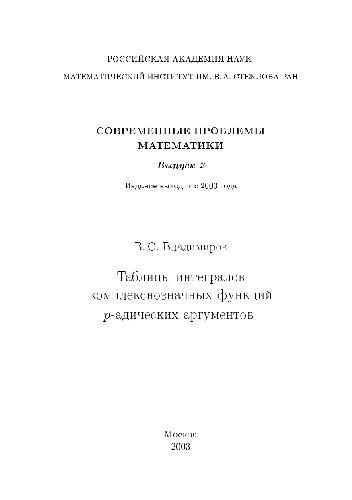 РОССИЙСКАЯ АКАДЕМИЯ НАУК
МАТЕМАТИЧЕСКИЙ ИНСТИТУТ ИМ. В. А. СТЕКЛОВА РАН
СОВРЕМЕННЫЕ ПРОБЛЕМЫ
МАТЕМАТИКИ
Выпуск 2
Издание выходит с 2003 года
В. С. Владимиров
Таблицы интегралов
комплекснозначных функций
p-адических аргументов
Москва
2003